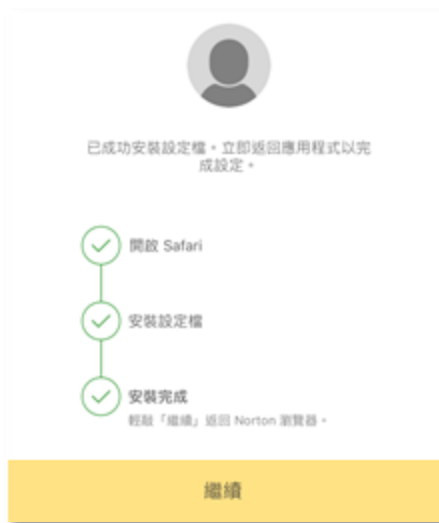 已成功安裝設定檔。立即返回應用程式以完
成設定。
開啟 Safari
安裝設定檔
安裝完成
輕敲「繼續」返回 Norton 瀏覽器。
繼續